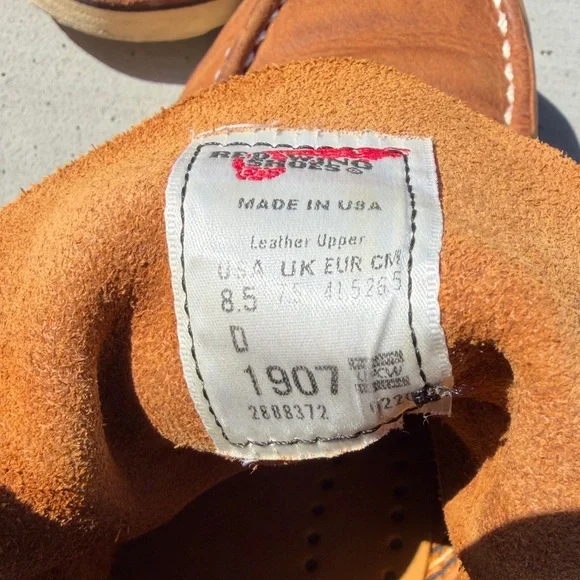 RED WING
SHOES®
MADE IN USA
Leather Upper
USA UK EUR CM
8.5 7.5 41.5 26.5
D
1907 UFCW
2888372